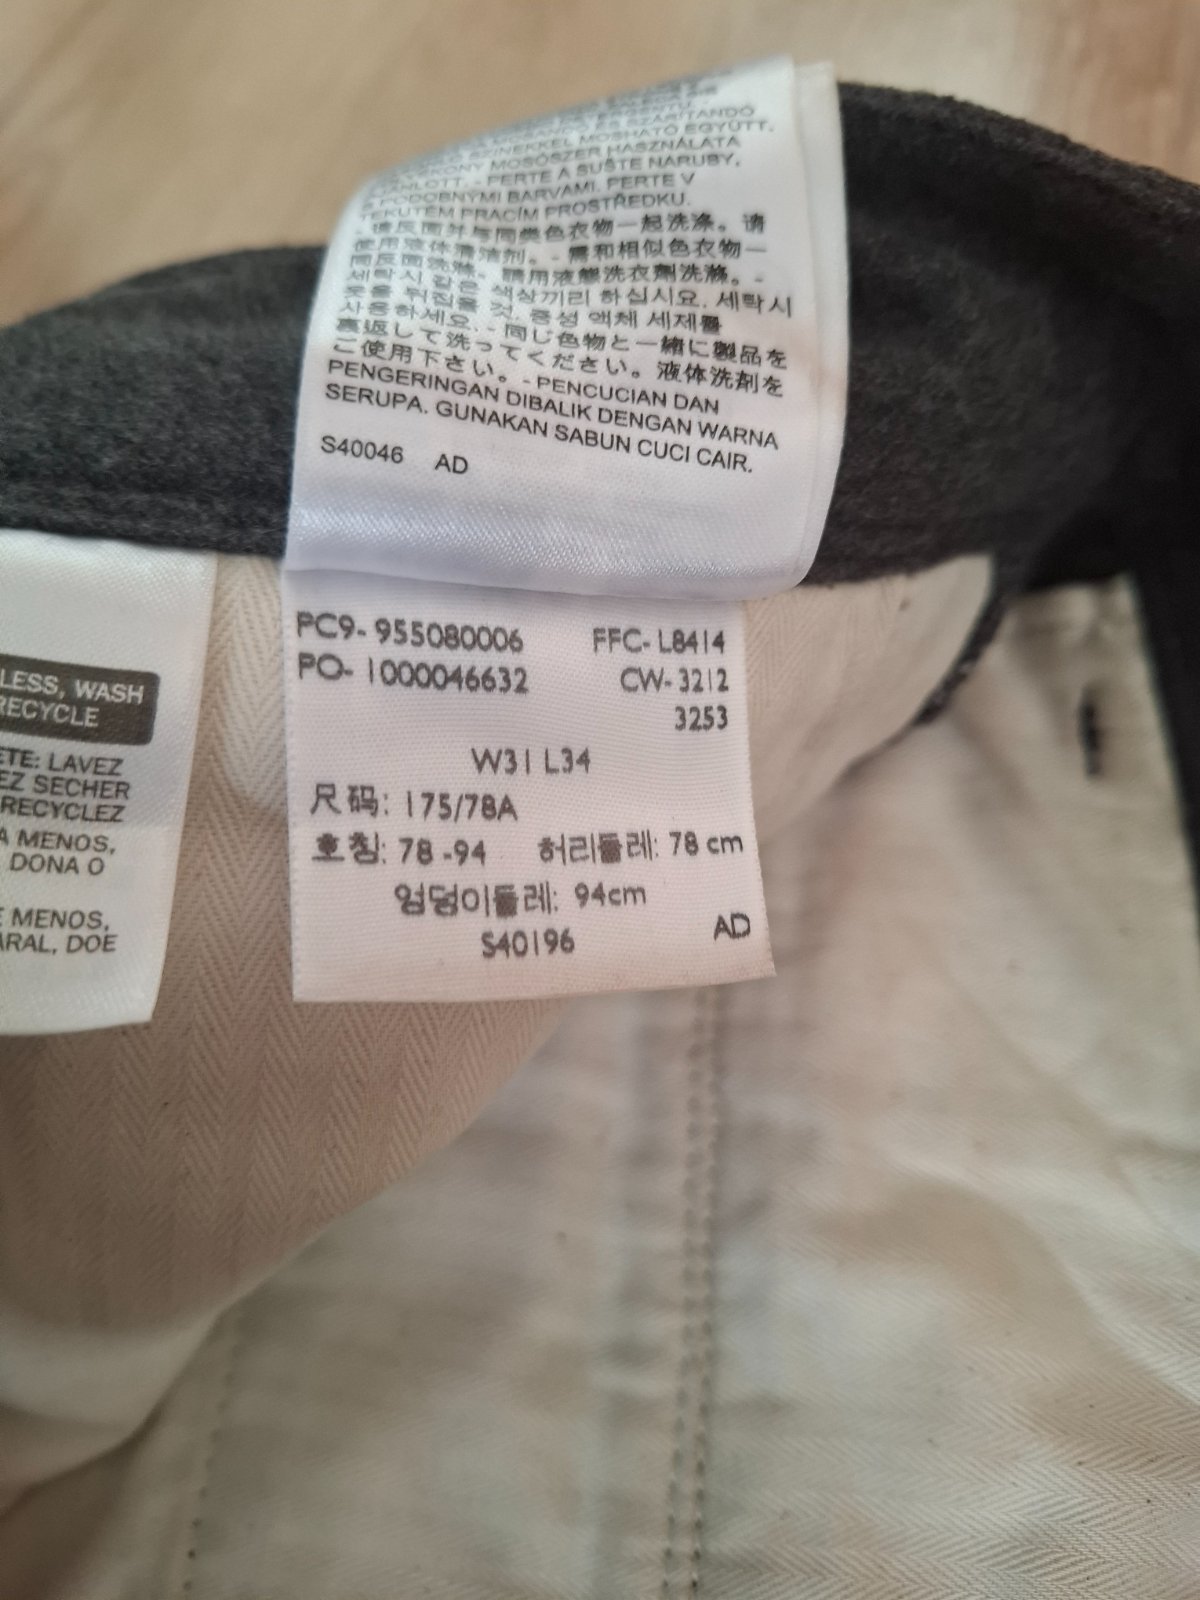 ÉS SZÁRÍTANDÓ
SZÍNEKKEL MOSHATÓ EGYÜTT.
MOSÓSZER HASZNÁLATA
- PERTE A SUŠTE NARUBY,
S PODOBNÝMI BARVAMI. PERTE V
TEKUTÉM PRACÍM PROSTŘEDKU.
- 请反面并与同类色衣物一起洗涤。请
使用液体清洁剂。- 需和相似色衣物一
同反面洗滌。請用液態洗衣劑洗滌。-
세탁시 같은 색상끼리 하십시요. 세탁시
옷을 뒤집을 것. 중성 액체 세제를
사용하세요. - 同じ色物と一緒に製品を
裏返して洗ってください。液体洗剤を
ご使用下さい。- PENCUCIAN DAN
PENGERINGAN DIBALIK DENGAN WARNA
SERUPA. GUNAKAN SABUN CUCI CAIR.
S40046 AD
PC9- 955080006 FFC- L8414
PO- 1000046632 CW- 3212
3253
W31 L34
尺码: 175/78A
호칭: 78 -94 허리둘레: 78 cm
엉덩이둘레: 94cm
S40196 AD
LESS, WASH
RECYCLE
LAVEZ
SECHER
RECYCLEZ
MENOS,
DONA O
MENOS,
DOE